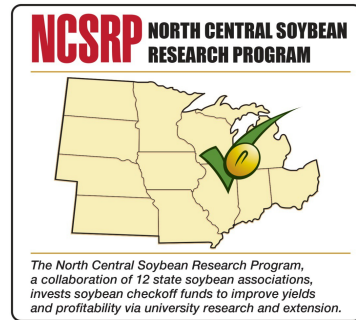 NCSRP NORTH CENTRAL SOYBEAN
RESEARCH PROGRAM
The North Central Soybean Research Program,
a collaboration of 12 state soybean associations,
invests soybean checkoff funds to improve yields
and profitability via university research and extension.